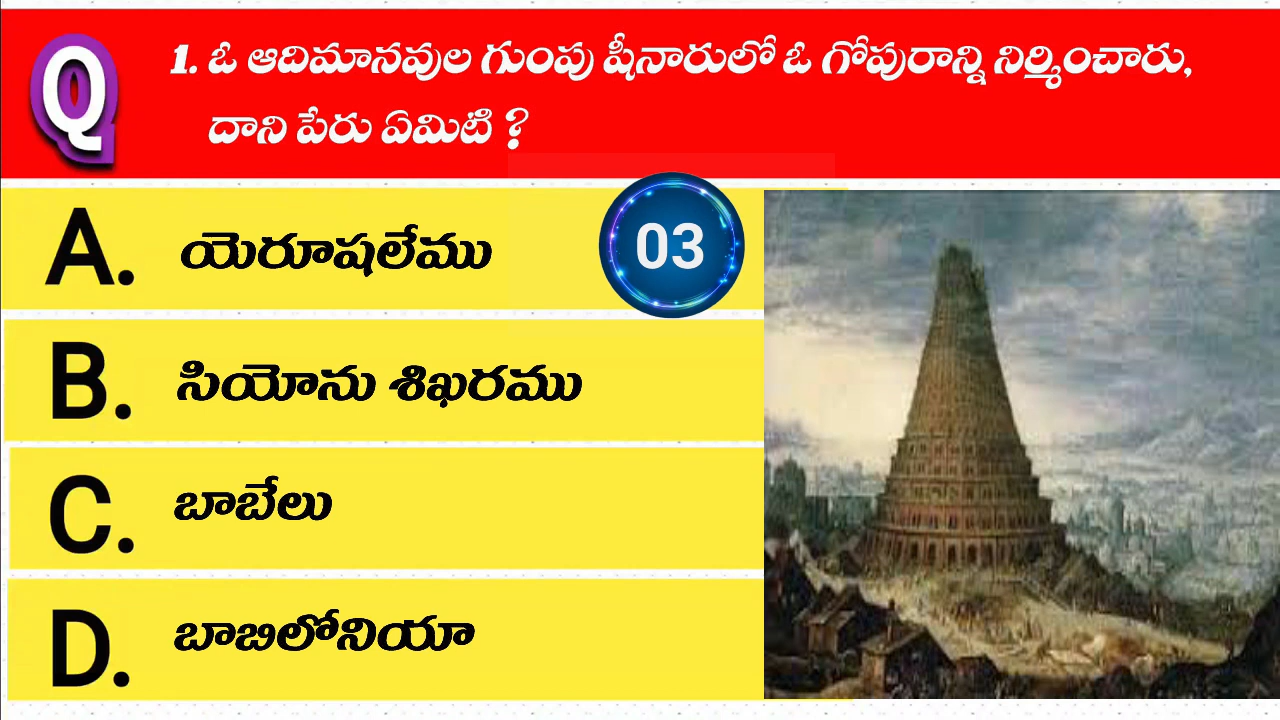 Q
1. ఓ ఆదిమానవుల గుంపు షీనారులో ఓ గోపురాన్ని నిర్మించారు,
దాని పేరు ఏమిటి ?
A. యెరూషలేము
03
B. సియోను శిఖరము
C. బాబేలు
D. బాబిలోనియా